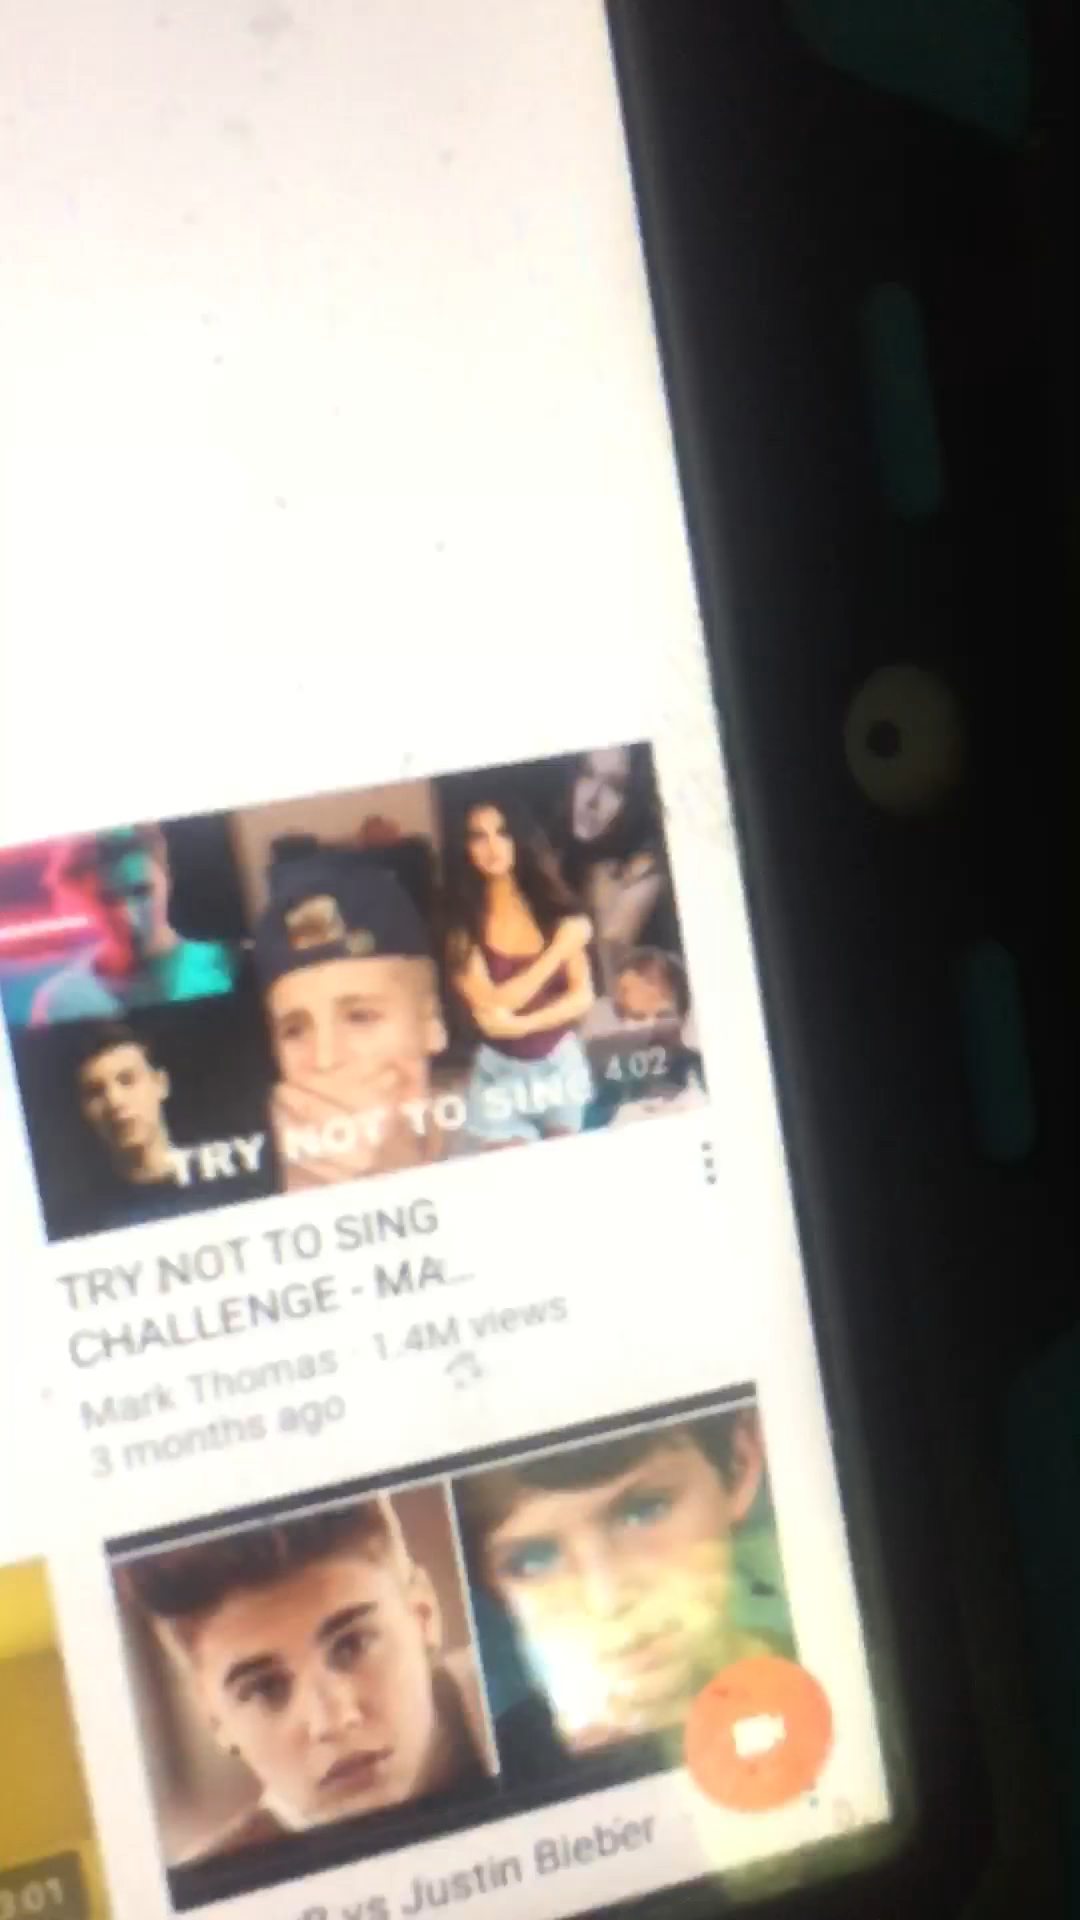 TRY NOT TO SING
4:02
TRY NOT TO SING
CHALLENGE - MA...
Mark Thomas · 1.4M views
3 months ago
vs Justin Bieber
:01